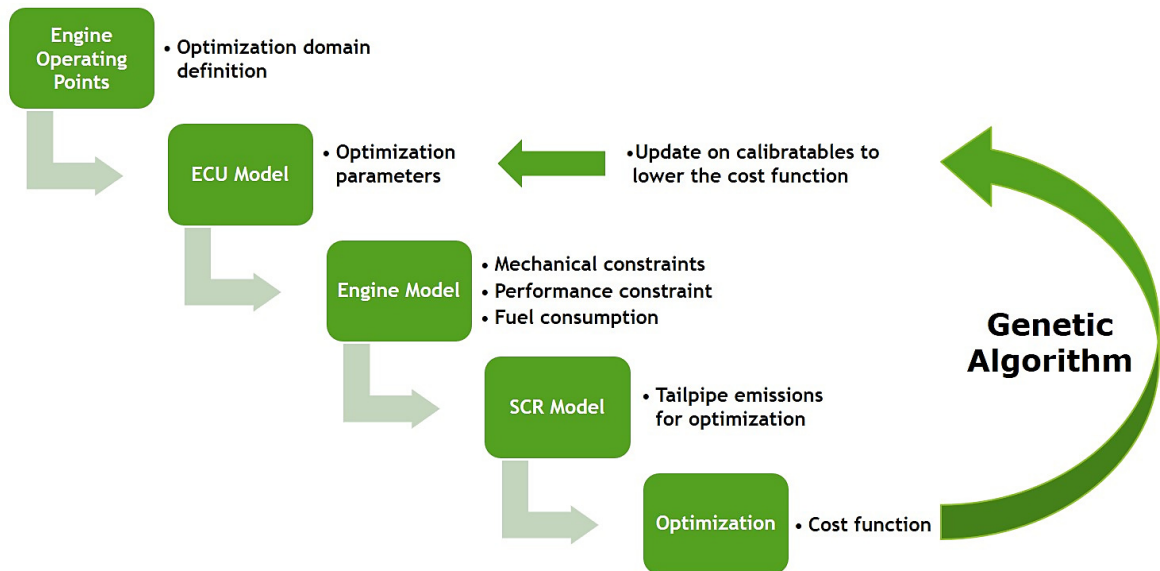 Engine
Operating
Points
• Optimization domain
definition
ECU Model
• Optimization
parameters
•Update on calibratables to
lower the cost function
Engine Model
• Mechanical constraints
• Performance constraint
• Fuel consumption
Genetic
Algorithm
SCR Model
• Tailpipe emissions
for optimization
Optimization
• Cost function